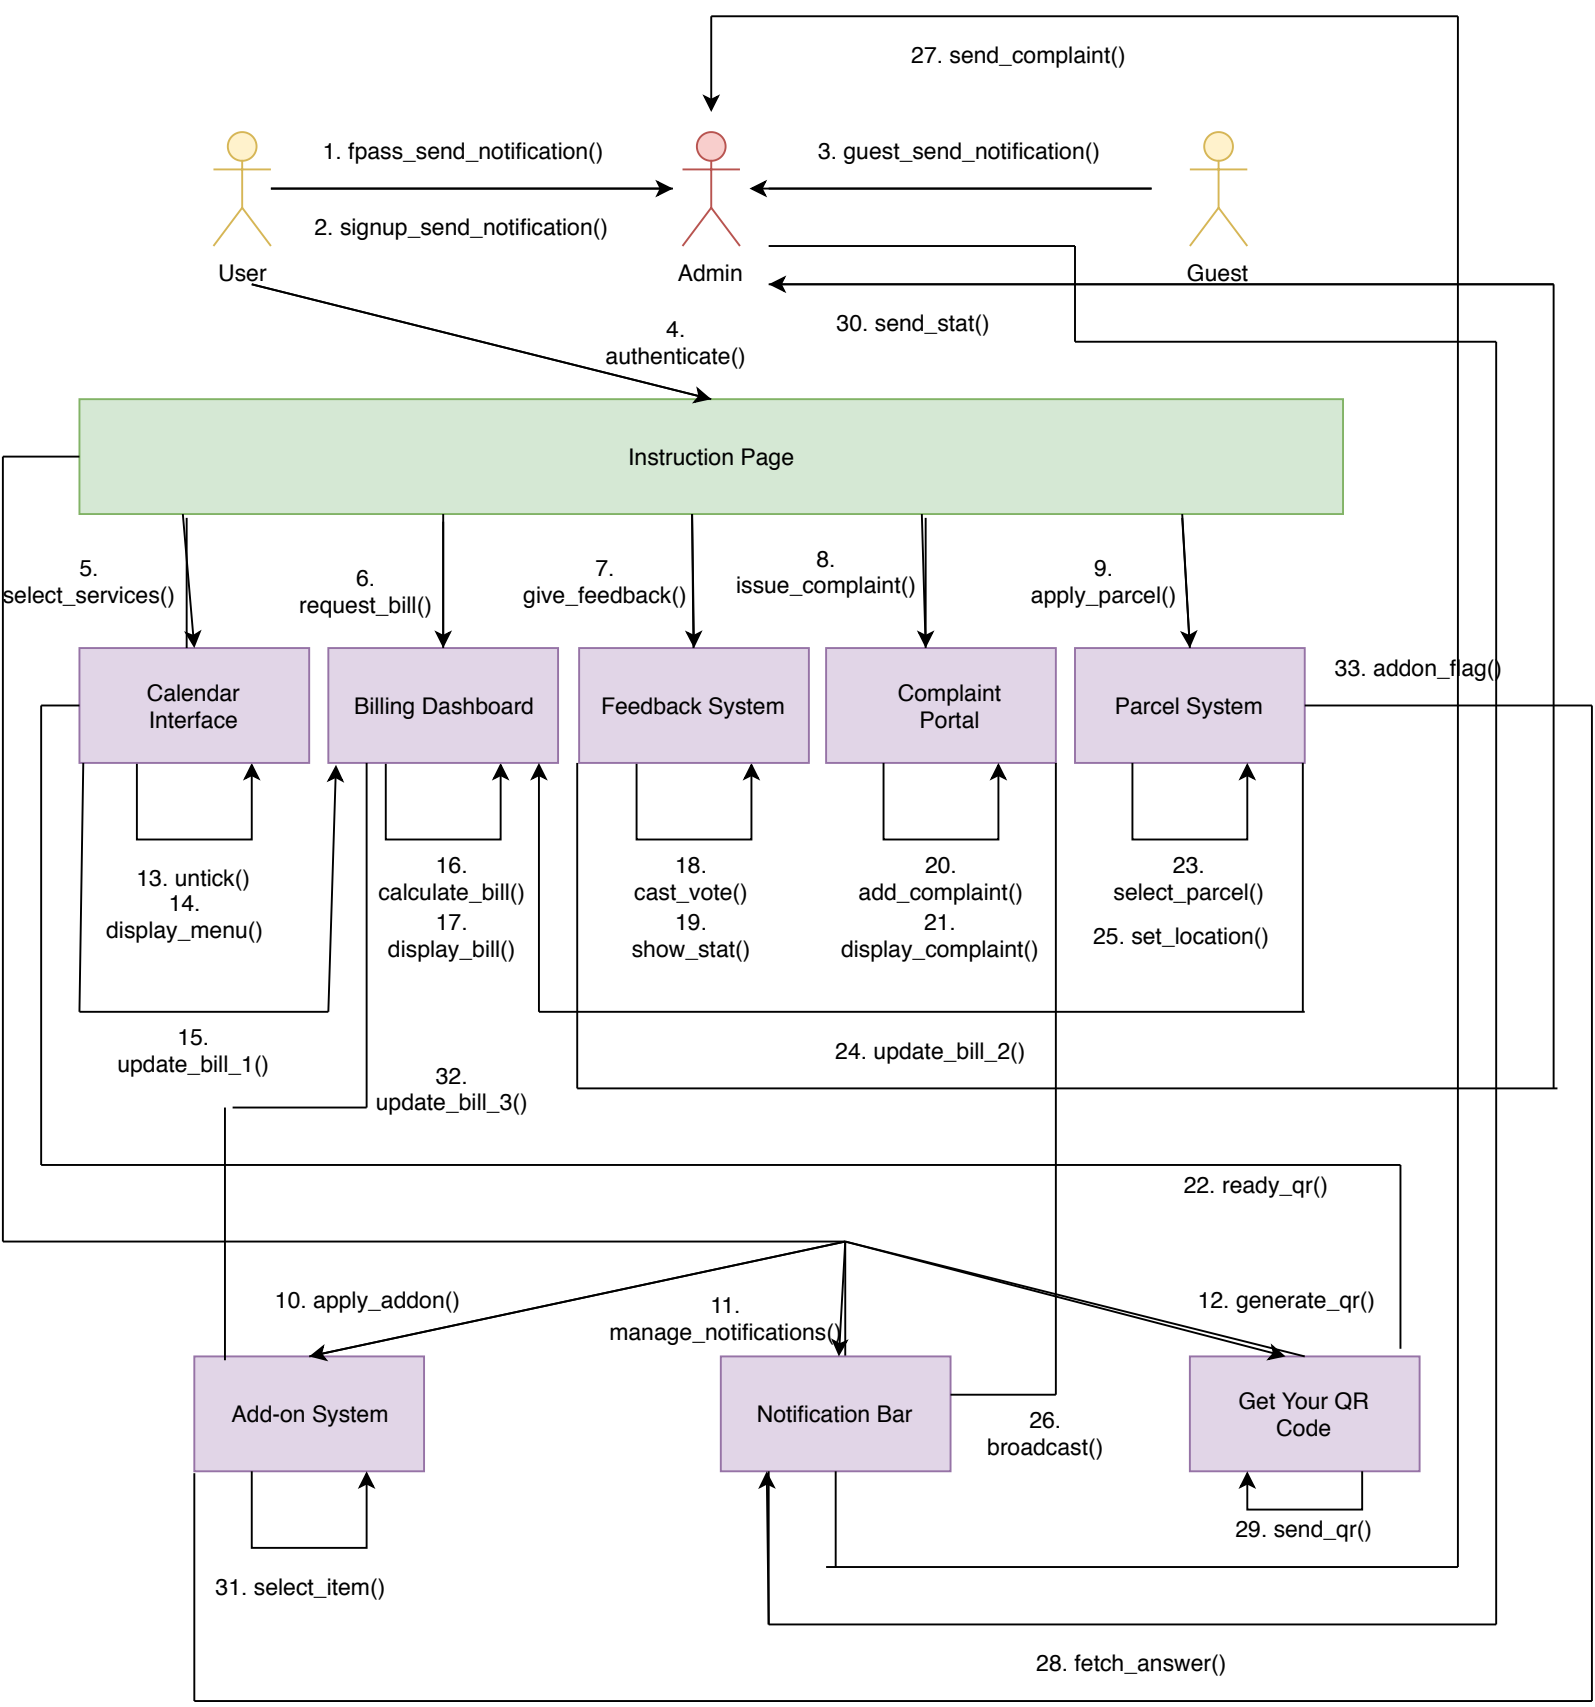 27. send_complaint()
1. fpass_send_notification()
3. guest_send_notification()
2. signup_send_notification()
User
Admin
Guest
30. send_stat()
4.
authenticate()
Instruction Page
5.
select_services()
6.
request_bill()
7.
give_feedback()
8.
issue_complaint()
9.
apply_parcel()
33. addon_flag()
Calendar
Interface
Billing Dashboard
Feedback System
Complaint
Portal
Parcel System
13. untick()
14.
display_menu()
16.
calculate_bill()
17.
display_bill()
18.
cast_vote()
19.
show_stat()
20.
add_complaint()
21.
display_complaint()
23.
select_parcel()
25. set_location()
15.
update_bill_1()
24. update_bill_2()
32.
update_bill_3()
22. ready_qr()
10. apply_addon()
11.
manage_notifications()
12. generate_qr()
Add-on System
Notification Bar
Get Your QR
Code
26.
broadcast()
29. send_qr()
31. select_item()
28. fetch_answer()